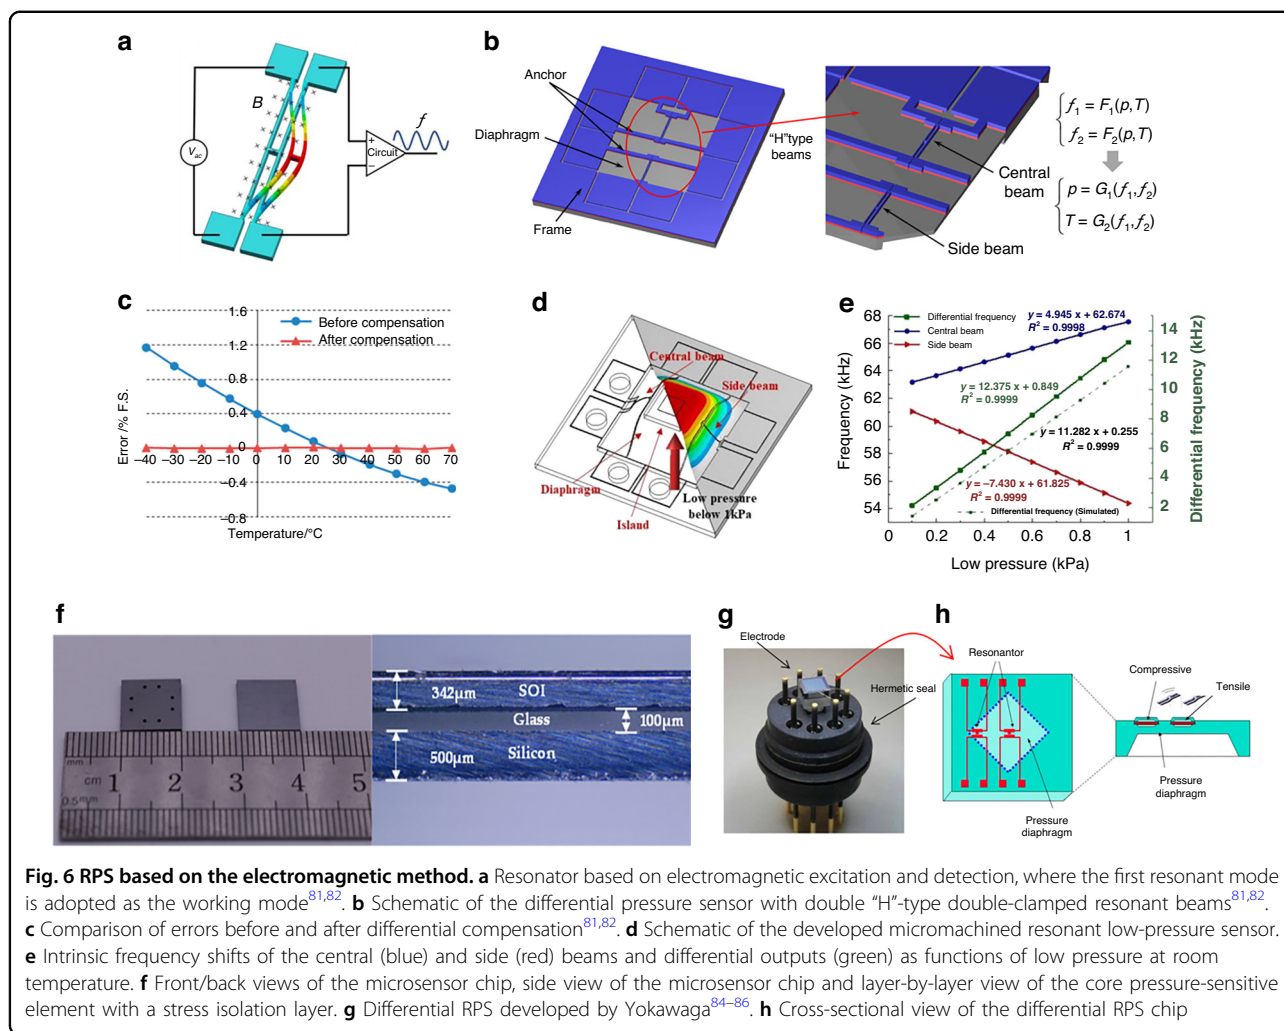 a
B
Vac
+
Circuit
−
f
b
Anchor
Diaphragm
Frame
"H"type
beams
Central
beam
Side beam
f1 = F1(p,T)
f2 = F2(p,T)
p = G1(f1,f2)
T = G2(f1,f2)
c
Error /% F.S.
1.6
1.2
0.8
0.4
0
−0.4
−0.8
Before compensation
After compensation
−40 −30 −20 −10 0 10 20 30 40 50 60 70
Temperature/°C
d
Central beam
Side beam
Diaphragm
Island
Low pressure
below 1kPa
e
Frequency (kHz)
68
66
64
62
60
58
56
54
Differential frequency
Central beam
Side beam
y = 4.945 x + 62.674
R2 = 0.9998
y = 12.375 x + 0.849
R2 = 0.9999
y = 11.282 x + 0.255
R2 = 0.9999
y = −7.430 x + 61.825
R2 = 0.9999
Differential frequency (Simulated)
14
12
10
8
6
4
2
Differential frequency (kHz)
0 0.2 0.4 0.6 0.8 1
Low pressure (kPa)
f
mm
cm 1 2 3 4 5
0.5mm
342μm
SOI
Glass
100μm
500μm
Silicon
g
Electrode
Hermetic seal
h
Resonantor
Pressure
diaphragm
Compressive
Tensile
Pressure
diaphragm
Fig. 6 RPS based on the electromagnetic method. a Resonator based on electromagnetic excitation and detection, where the first resonant mode
is adopted as the working mode81,82. b Schematic of the differential pressure sensor with double "H"-type double-clamped resonant beams81,82.
c Comparison of errors before and after differential compensation81,82. d Schematic of the developed micromachined resonant low-pressure sensor.
e Intrinsic frequency shifts of the central (blue) and side (red) beams and differential outputs (green) as functions of low pressure at room
temperature. f Front/back views of the microsensor chip, side view of the microsensor chip and layer-by-layer view of the core pressure-sensitive
element with a stress isolation layer. g Differential RPS developed by Yokawaga84–86. h Cross-sectional view of the differential RPS chip